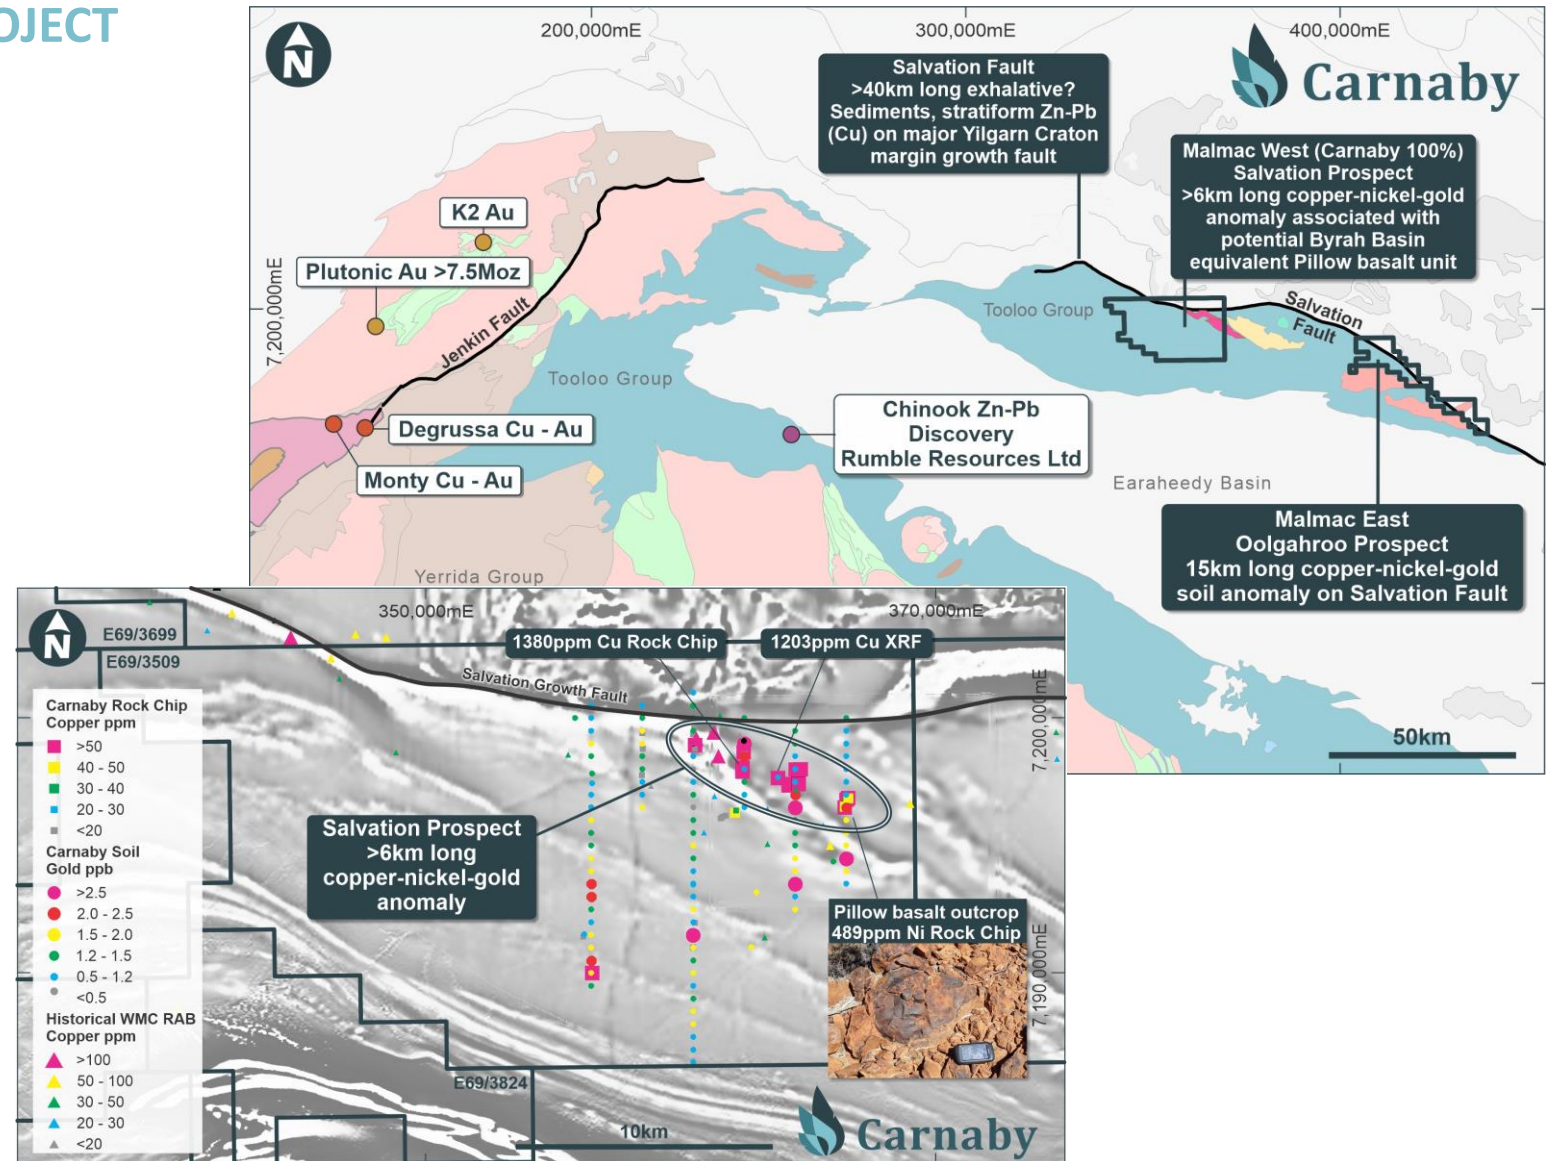 OJECT
200,000mE
300,000mE
400,000mE
N
Carnaby
Salvation Fault
>40km long exhalative?
Sediments, stratiform Zn-Pb
(Cu) on major Yilgarn Craton
margin growth fault
Malmac West (Carnaby 100%)
Salvation Prospect
>6km long copper-nickel-gold
anomaly associated with
potential Byrah Basin
equivalent Pillow basalt unit
K2 Au
Plutonic Au >7.5Moz
7,200,000mE
Jenkin Fault
Tooloo Group
Salvation
Fault
Tooloo Group
Degrussa Cu - Au
Monty Cu - Au
Chinook Zn-Pb
Discovery
Rumble Resources Ltd
Earaheedy Basin
Malmac East
Oolgahroo Prospect
15km long copper-nickel-gold
soil anomaly on Salvation Fault
Yerrida Group
50km
350,000mE
370,000mE
N
E69/3699
E69/3509
1380ppm Cu Rock Chip
1203ppm Cu XRF
Salvation Growth Fault
7,200,000mE
Carnaby Rock Chip
Copper ppm
>50
40 - 50
30 - 40
20 - 30
<20
Carnaby Soil
Gold ppb
>2.5
2.0 - 2.5
1.5 - 2.0
1.2 - 1.5
0.5 - 1.2
<0.5
Historical WMC RAB
Copper ppm
>100
50 - 100
30 - 50
20 - 30
<20
Salvation Prospect
>6km long
copper-nickel-gold
anomaly
Pillow basalt outcrop
489ppm Ni Rock Chip
7,190,000mE
E69/3824
10km
Carnaby